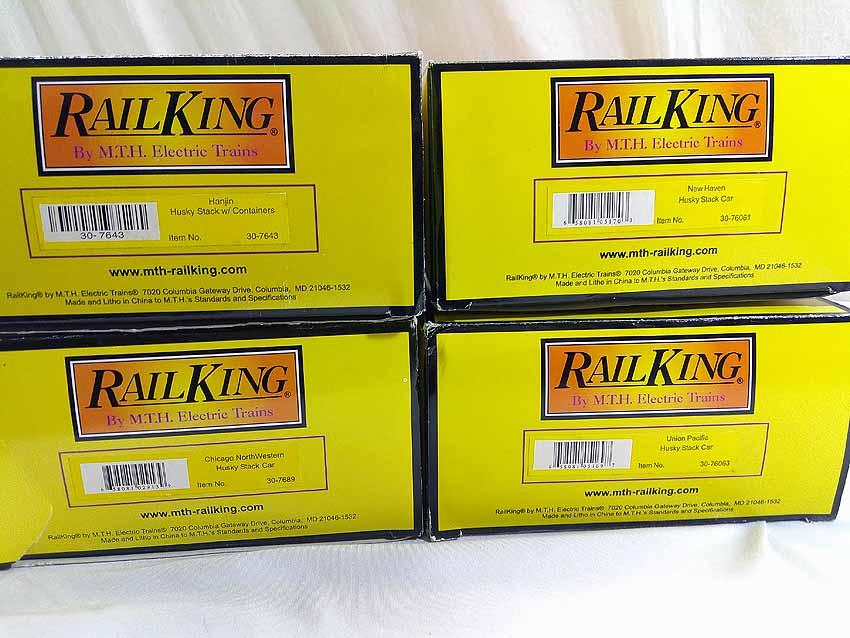 RAILKING®
By M.T.H. Electric Trains
Hanjin
Husky Stack w/ Containers
30-7643
Item No. 30-7643
www.mth-railking.com
RailKing® by M.T.H. Electric Trains® 7020 Columbia Gateway Drive, Columbia, MD 21046-1532
Made and Litho in China to M.T.H.'s Standards and Specifications
RAILKING®
By M.T.H. Electric Trains
New Haven
Husky Stack Car
Item No. 30-76061
www.mth-railking.com
RailKing® by M.T.H. Electric Trains® 7020 Columbia Gateway Drive, Columbia, MD 21046-1532
Made and Litho in China to M.T.H.'s Standards and Specifications
RAILKING®
By M.T.H. Electric Trains
Chicago NorthWestern
Husky Stack Car
Item No. 30-7689
www.mth-railking.com
RailKing® by M.T.H. Electric Trains® 7020 Columbia Gateway Drive, Columbia, MD 21046-1532
Made and Litho in China to M.T.H.'s Standards and Specifications
RAILKING®
By M.T.H. Electric Trains
Union Pacific
Husky Stack Car
Item No. 30-76063
www.mth-railking.com
RailKing® by M.T.H. Electric Trains® 7020 Columbia Gateway Drive, Columbia, MD 21046-1532
Made and Litho in China to M.T.H.'s Standards and Specifications